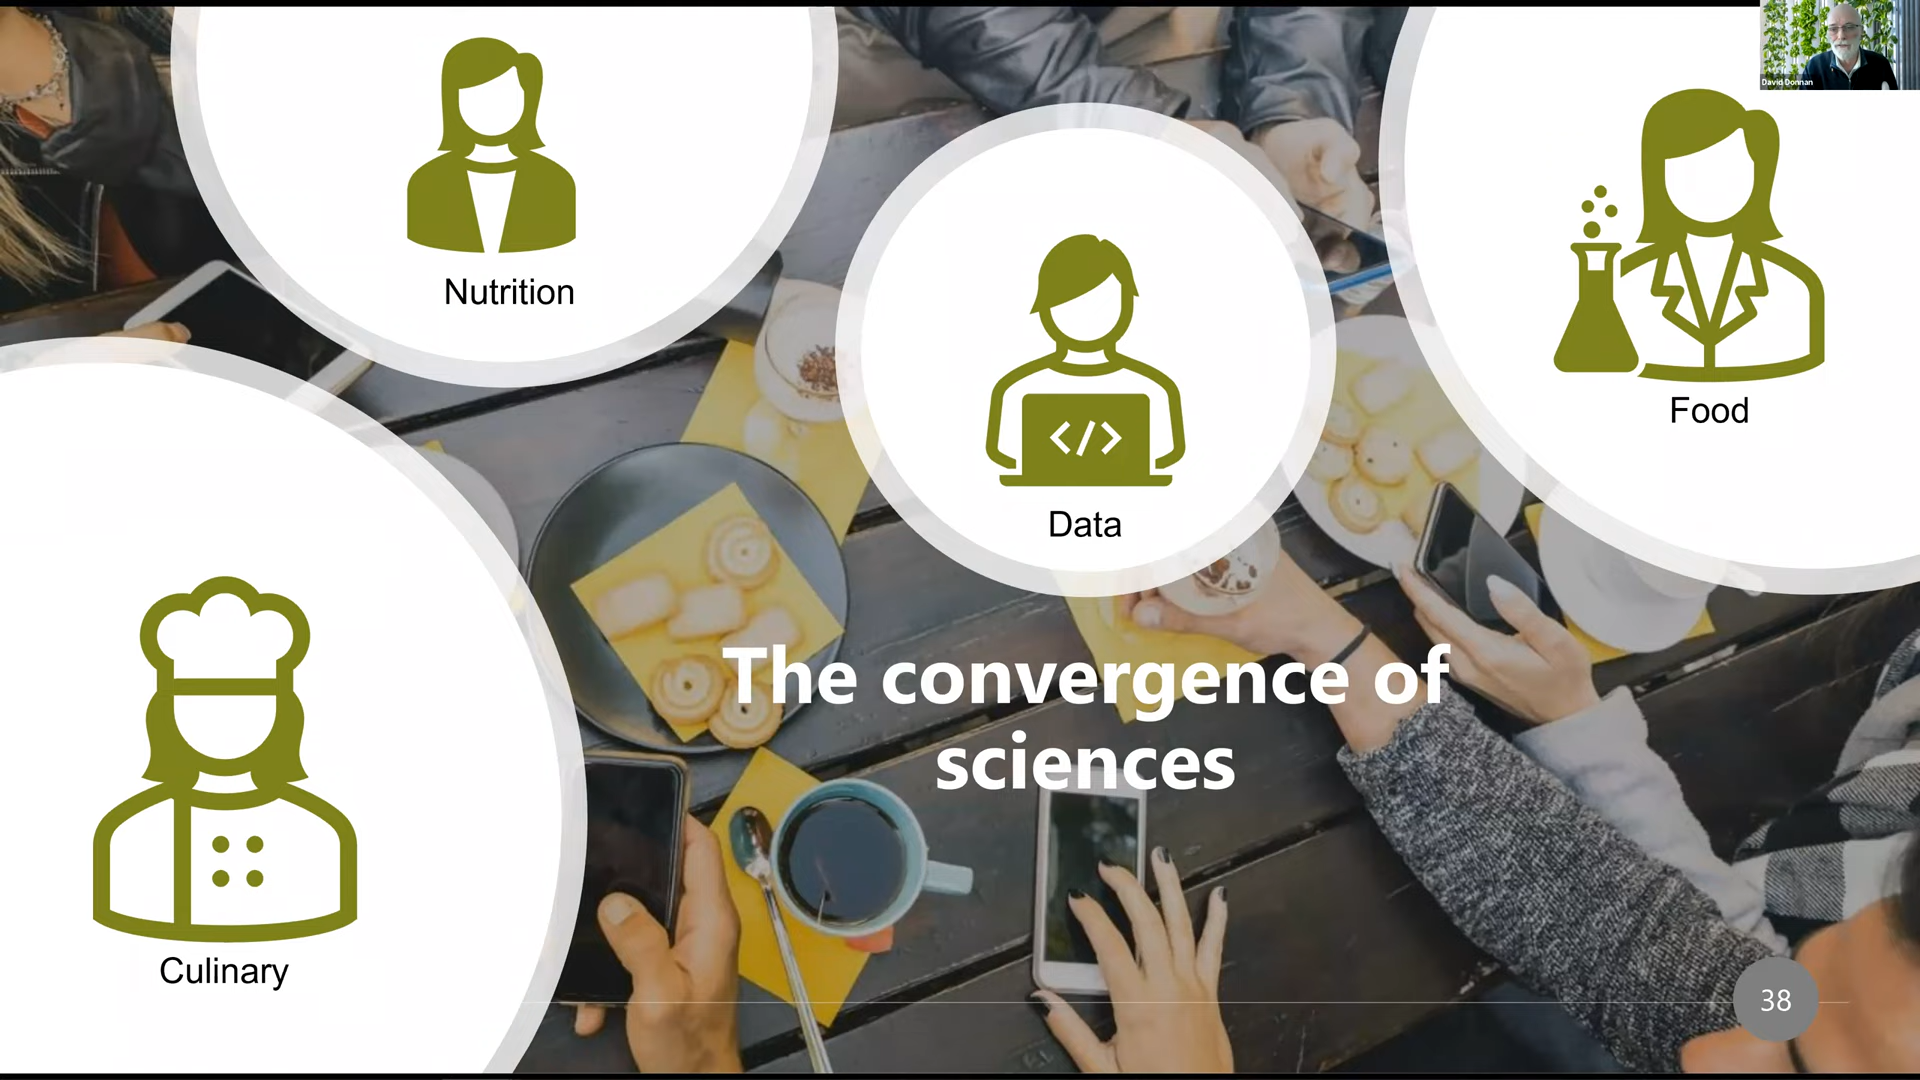 David Donnan
Nutrition
Food
</>
Data
The convergence of
sciences
Culinary
38